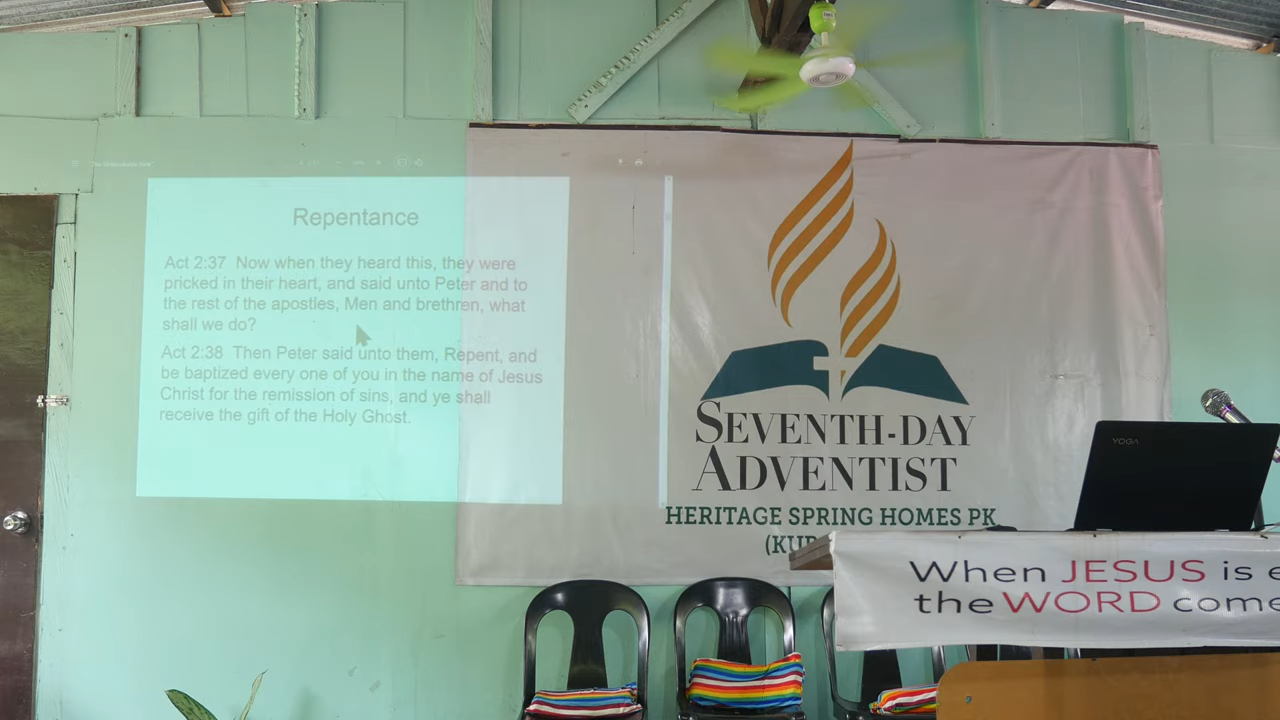 Repentance
Act 2:37 Now when they heard this, they were
pricked in their heart, and said unto Peter and to
the rest of the apostles, Men and brethren, what
shall we do?
Act 2:38 Then Peter said unto them, Repent, and
be baptized every one of you in the name of Jesus
Christ for the remission of sins, and ye shall
receive the gift of the Holy Ghost.
SEVENTH-DAY
ADVENTIST
HERITAGE SPRING HOMES PK
YOGA
When JESUS is
the WORD come